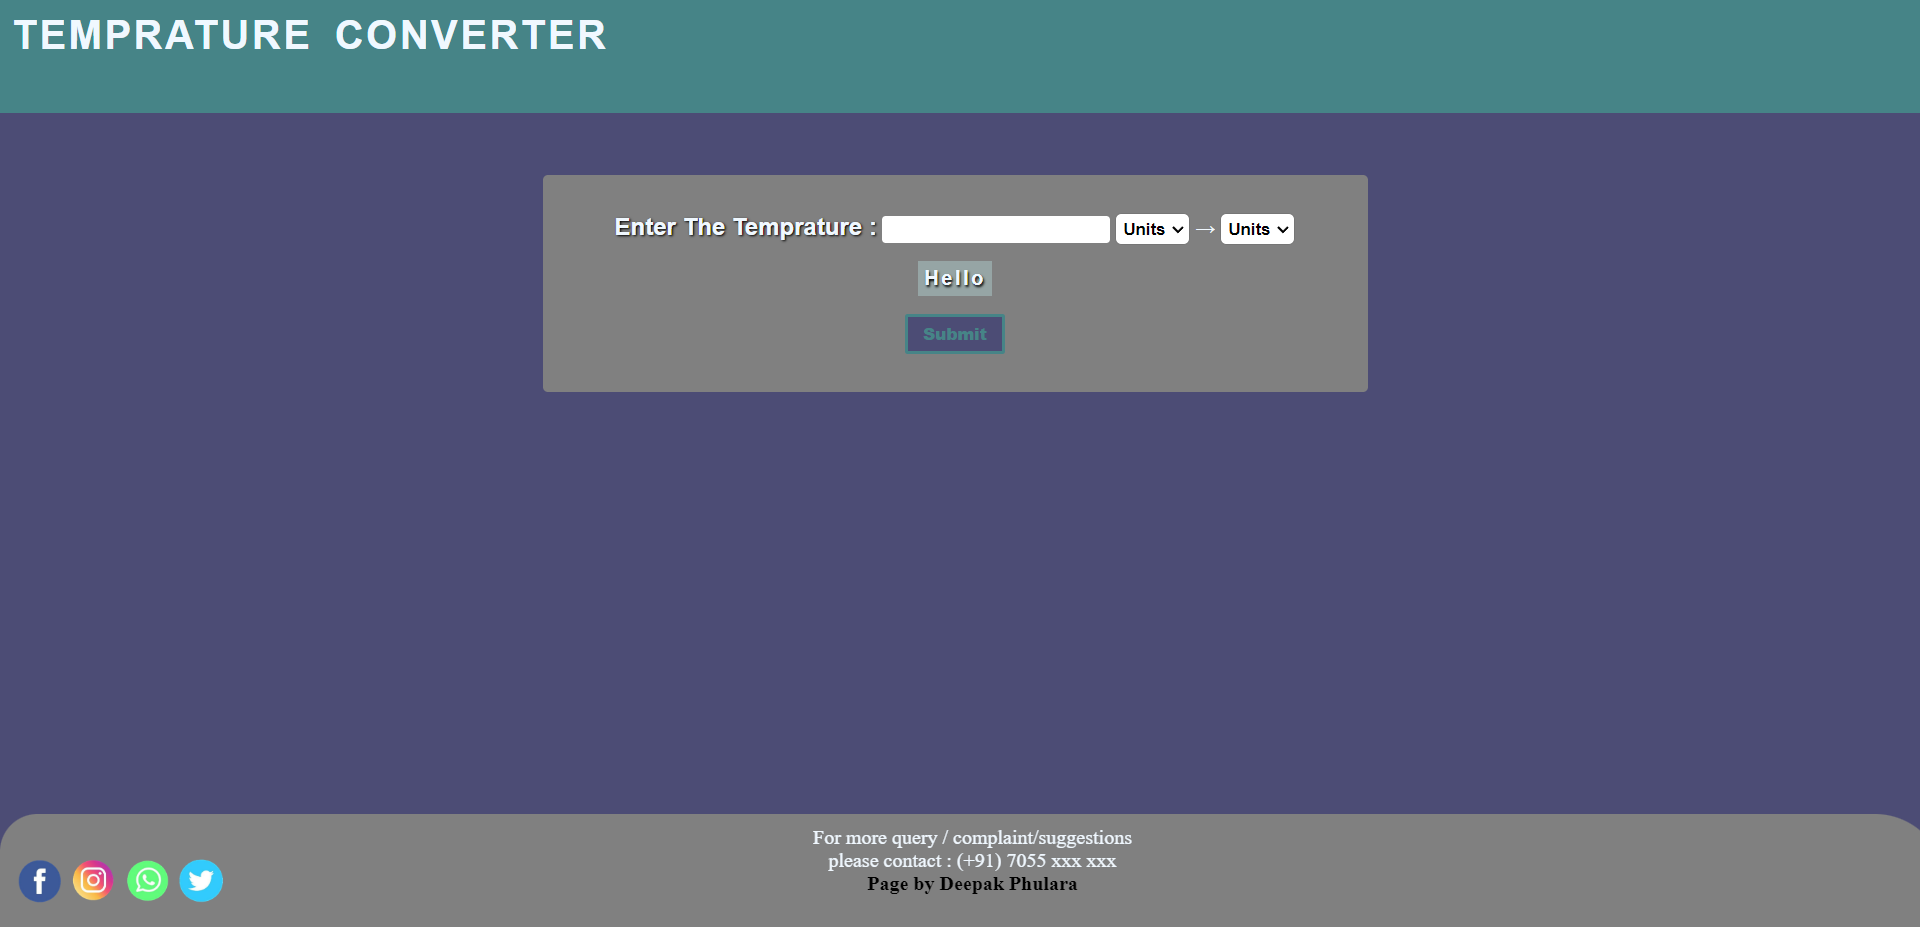 TEMPRATURE CONVERTER
Enter The Temprature : Units → Units
Hello
Submit
For more query / complaint/suggestions
please contact : (+91) 7055 xxx xxx
Page by Deepak Phulara